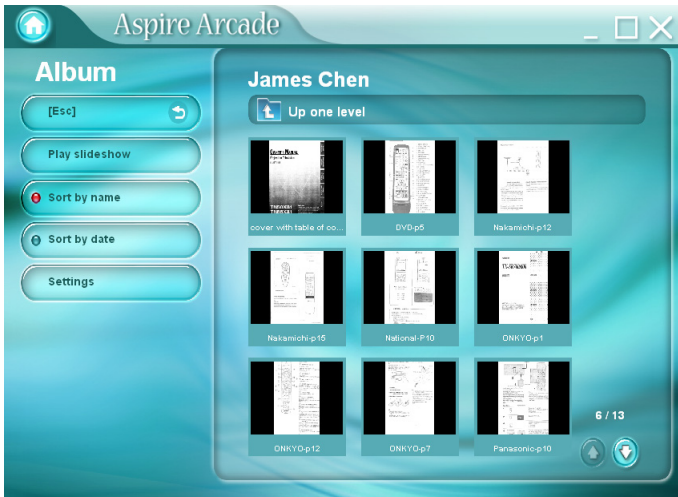 Aspire Arcade
Album
[Esc]
Play slideshow
Sort by name
Sort by date
Settings
James Chen
Up one level
cover with table of co...
DVD-p5
Nakamichi-p12
Nakamichi-p15
National-P10
ONKYO-p1
ONKYO-p12
ONKYO-p7
Panasonic-p10
6 / 13